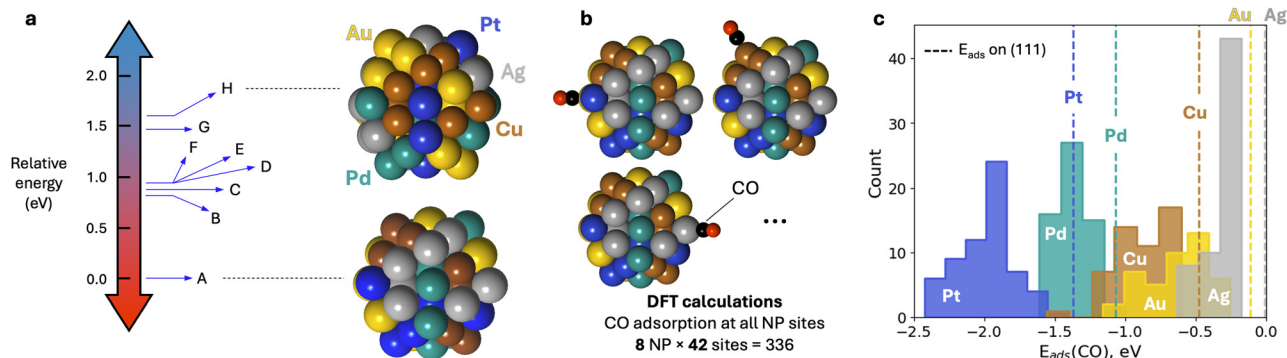 a
2.0
1.5
1.0
0.5
0.0
Relative
energy
(eV)
H
G
F
E
D
C
B
A
Au
Pt
Ag
Cu
Pd
b
CO
...
DFT calculations
CO adsorption at all NP sites
8 NP × 42 sites = 336
c
Au
Ag
E_ads on (111)
Pt
Pd
Cu
Pt
Pd
Cu
Au
Ag
Count
40
30
20
10
0
−2.5
−2.0
−1.5
−1.0
−0.5
0.0
E_ads(CO), eV